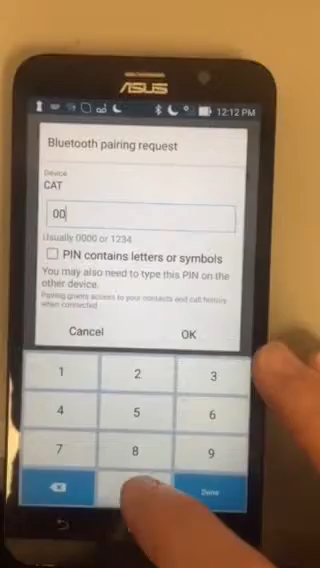 ASUS
12:12 PM
Bluetooth pairing request
Device
CAT
00
Usually 0000 or 1234
PIN contains letters or symbols
You may also need to type this PIN on the
other device.
Pairing grants access to your contacts and call history
when connected
Cancel OK
1 2 3
4 5 6
7 8 9
Done